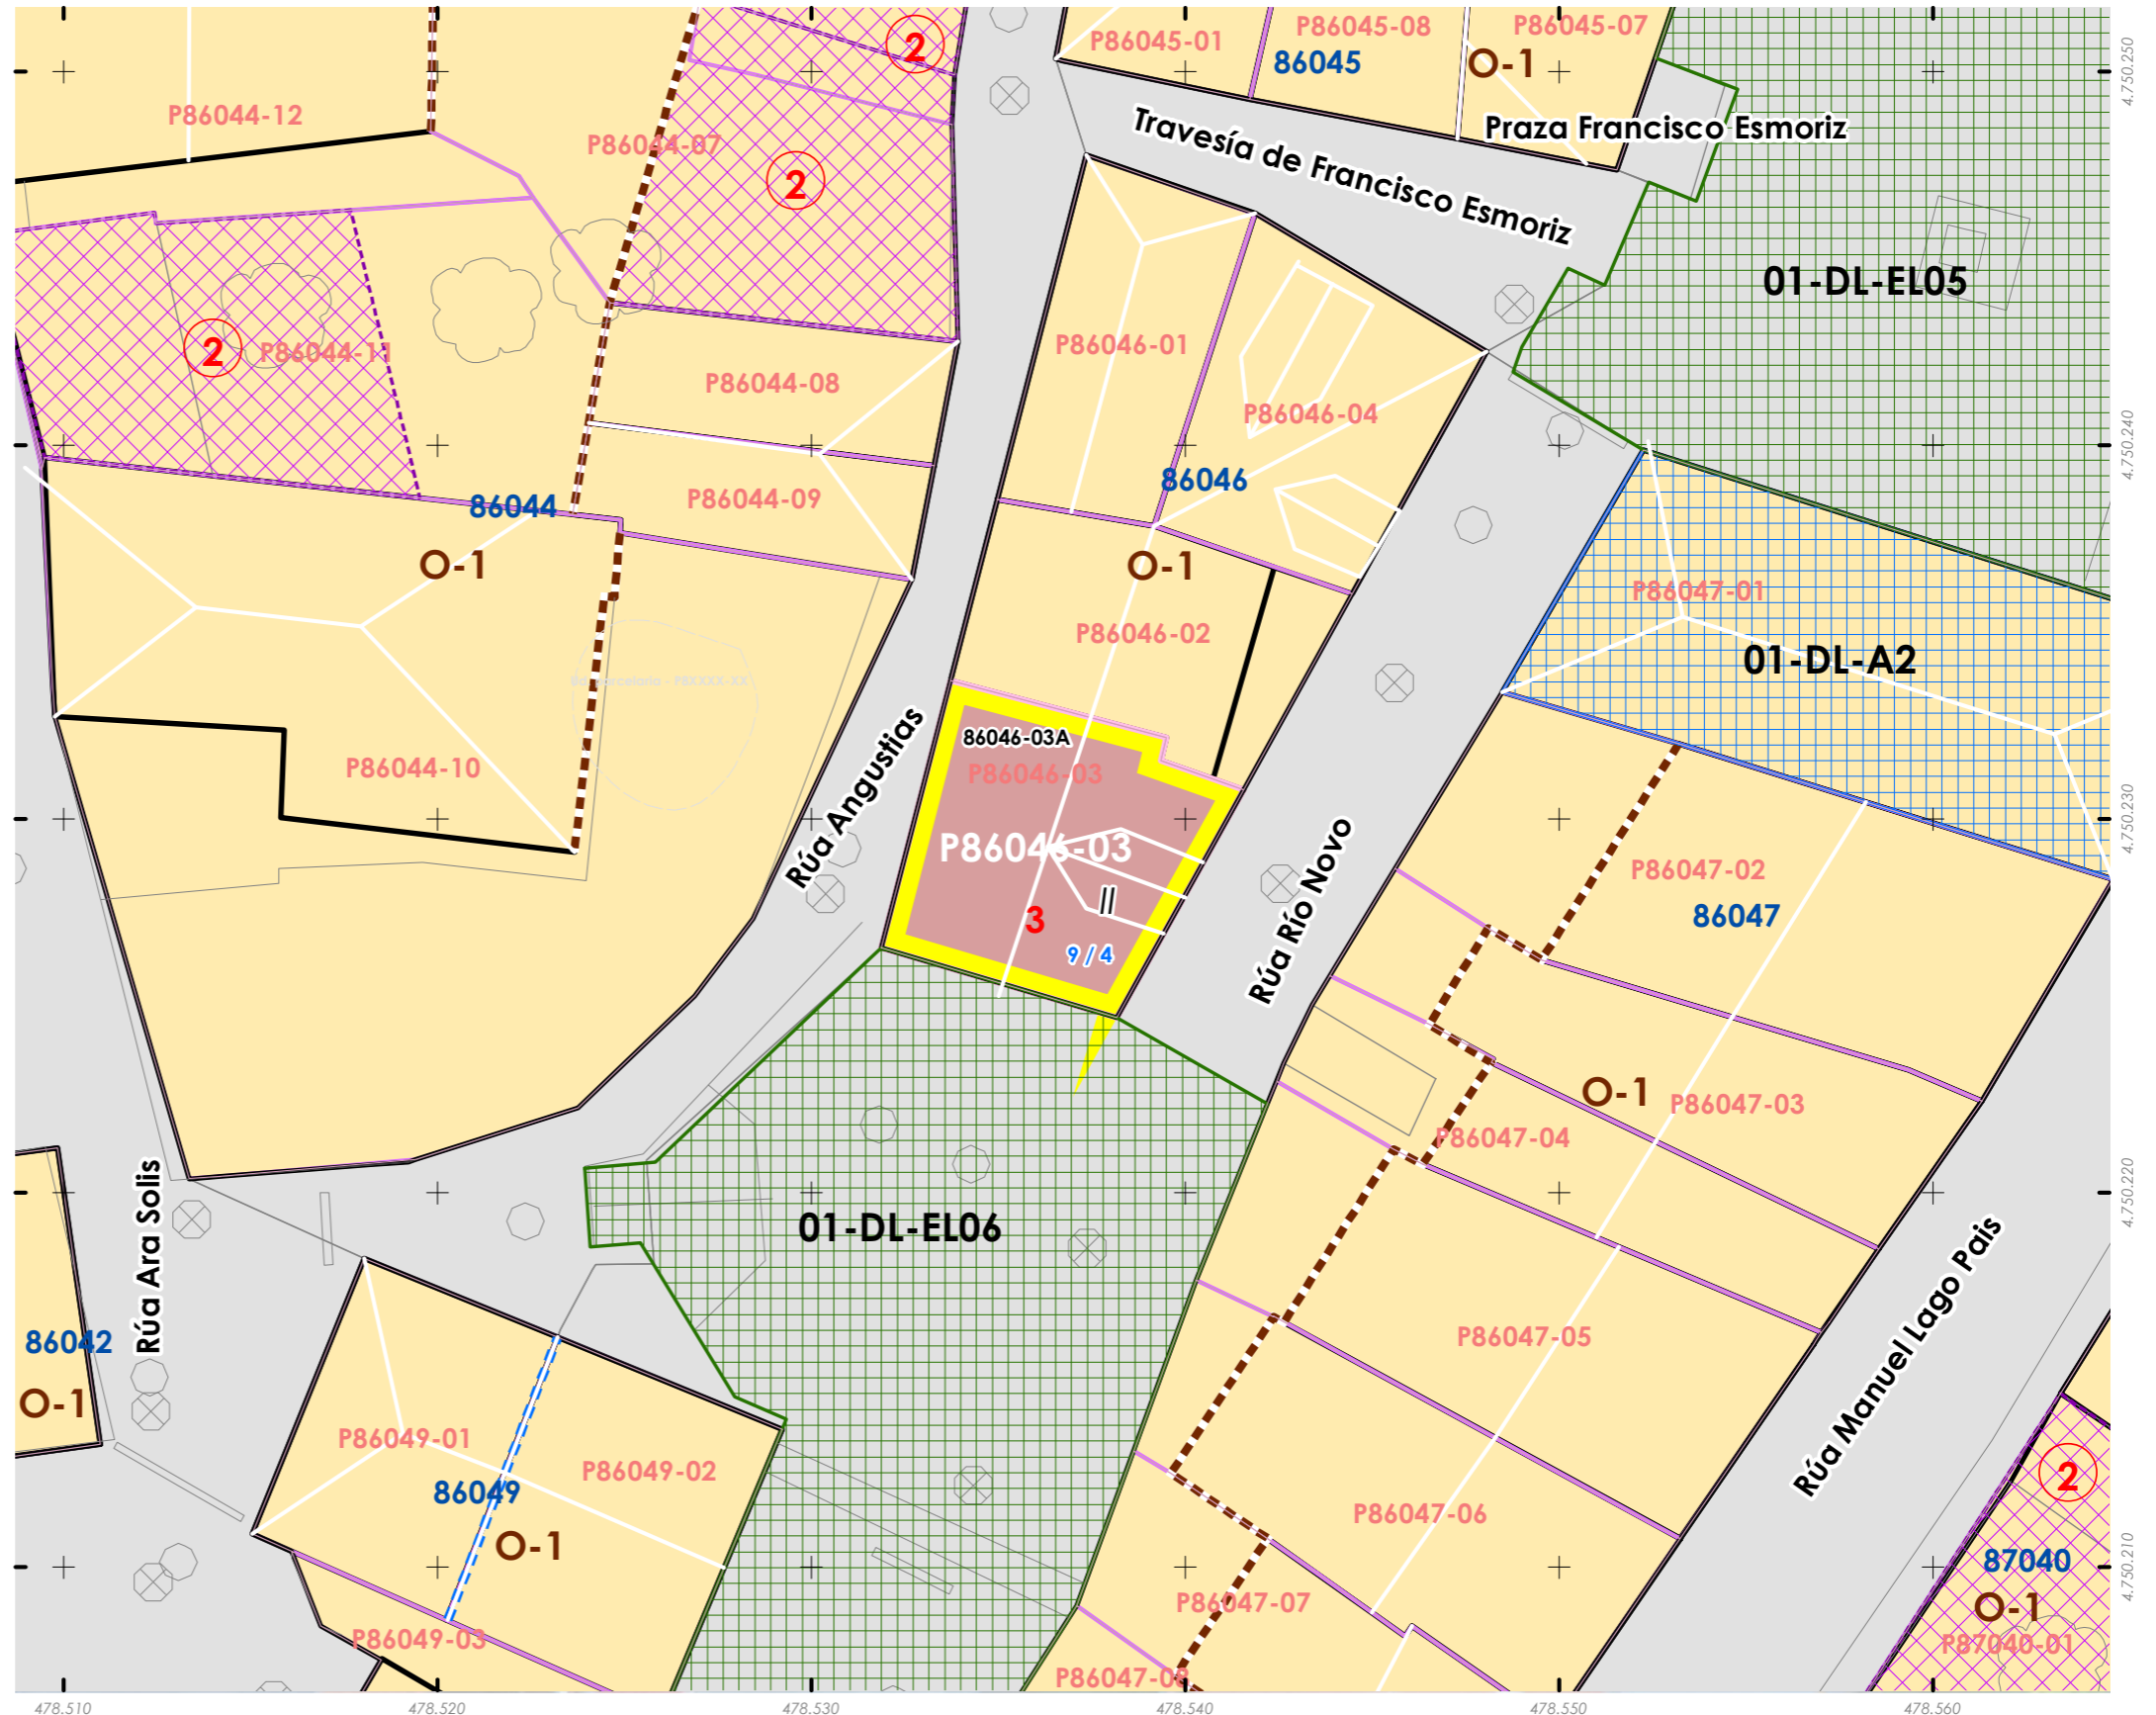 P86045-01
P86045-08
P86045-07
86045
O-1
2
4.750.250
P86044-12
P86044-07
2
Travesía de Francisco Esmoriz
Praza Francisco Esmoriz
01-DL-EL05
2
P86044-11
P86046-01
P86044-08
P86046-04
4.750.240
86046
P86044-09
86044
O-1
O-1
P86047-01
P86046-02
01-DL-A2
86046-03A
P86044-10
P86046-03
Rúa Angustias
4.750.230
P86046-03
P86047-02
II
3
86047
Rúa Río Novo
9 / 4
O-1
P86047-03
P86047-04
4.750.220
01-DL-EL06
Rúa Ara Solis
86042
P86047-05
O-1
Rúa Manuel Lago Pais
P86049-01
P86049-02
2
86049
P86047-06
O-1
87040
4.750.210
P86047-07
O-1
P86049-03
P87040-01
P86047-08
478.510
478.520
478.530
478.540
478.550
478.560